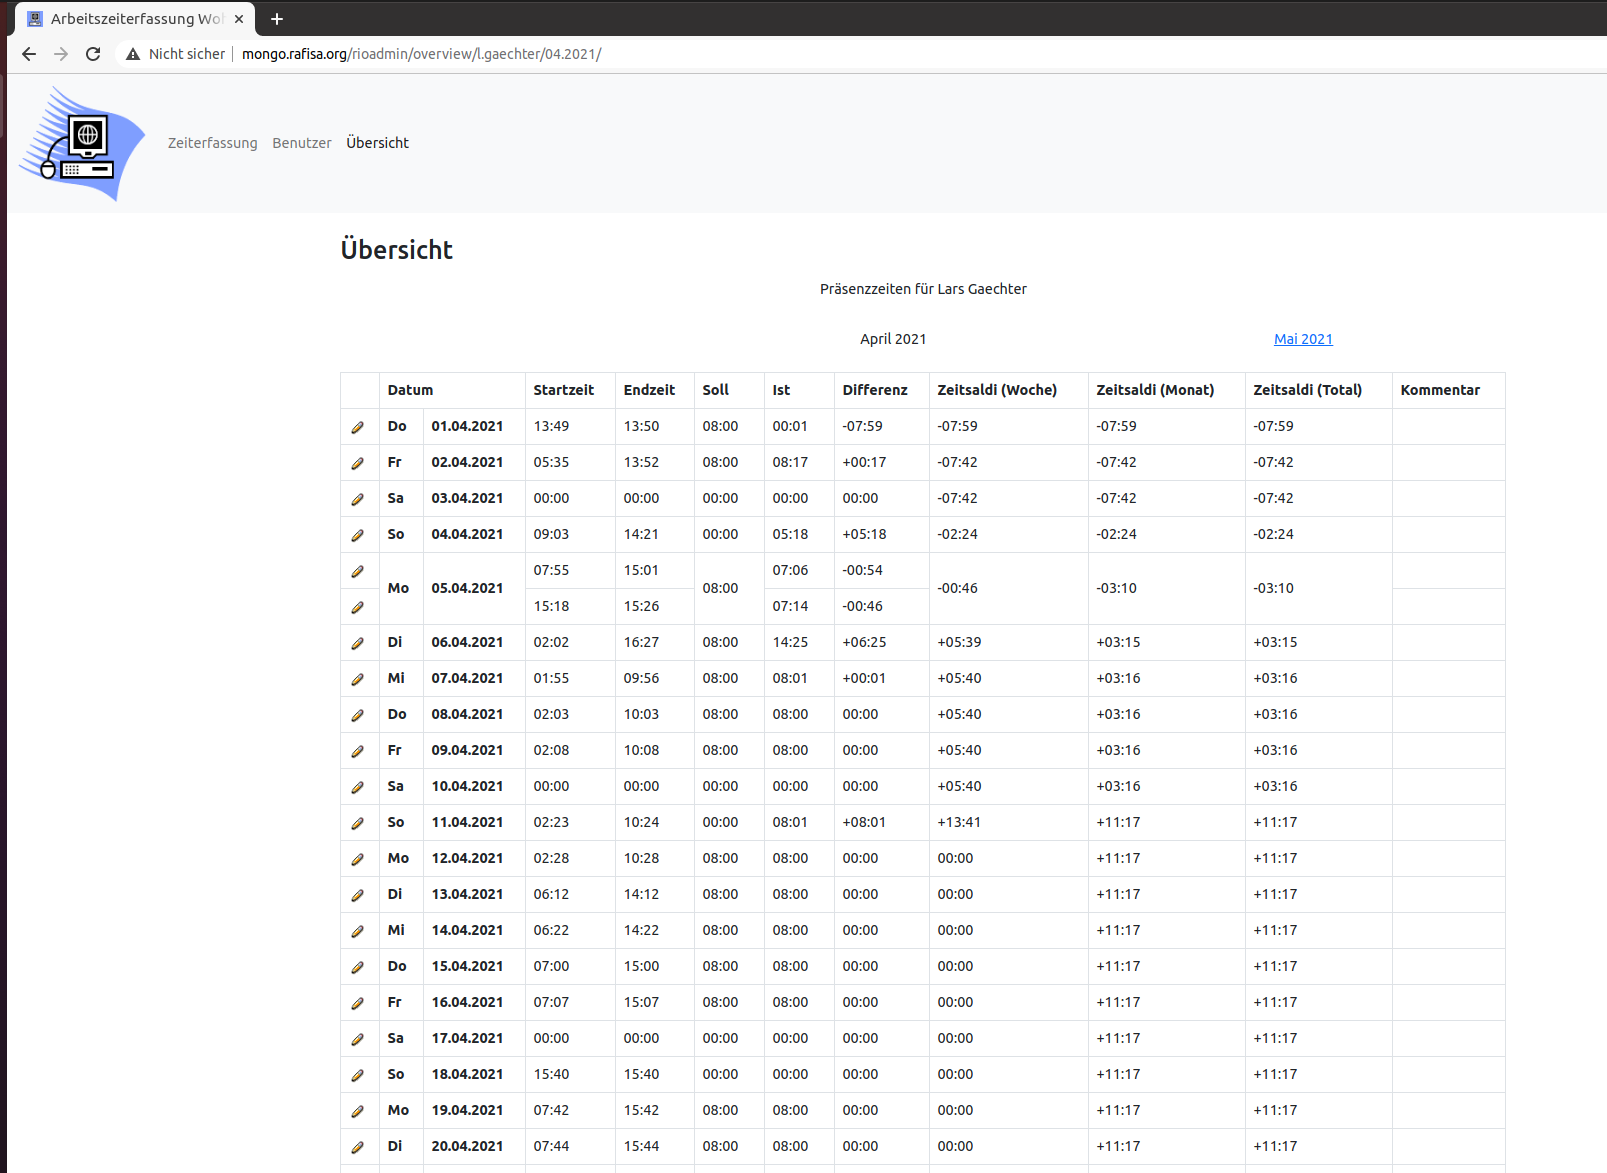 Arbeitszeiterfassung Wo
Nicht sicher
mongo.rafisa.org/rioadmin/overview/l.gaechter/04.2021/
Zeiterfassung Benutzer Übersicht
Übersicht
Präsenzzeiten für Lars Gaechter
April 2021 Mai 2021
Datum Startzeit Endzeit Soll Ist Differenz Zeitsaldi (Woche) Zeitsaldi (Monat) Zeitsaldi (Total) Kommentar
Do 01.04.2021 13:49 13:50 08:00 00:01 -07:59 -07:59 -07:59 -07:59
Fr 02.04.2021 05:35 13:52 08:00 08:17 +00:17 -07:42 -07:42 -07:42
Sa 03.04.2021 00:00 00:00 00:00 00:00 00:00 -07:42 -07:42 -07:42
So 04.04.2021 09:03 14:21 00:00 05:18 +05:18 -02:24 -02:24 -02:24
Mo 05.04.2021 07:55 15:01 08:00 07:06 -00:54 -00:46 -03:10 -03:10
15:18 15:26 07:14 -00:46
Di 06.04.2021 02:02 16:27 08:00 14:25 +06:25 +05:39 +03:15 +03:15
Mi 07.04.2021 01:55 09:56 08:00 08:01 +00:01 +05:40 +03:16 +03:16
Do 08.04.2021 02:03 10:03 08:00 08:00 00:00 +05:40 +03:16 +03:16
Fr 09.04.2021 02:08 10:08 08:00 08:00 00:00 +05:40 +03:16 +03:16
Sa 10.04.2021 00:00 00:00 00:00 00:00 00:00 +05:40 +03:16 +03:16
So 11.04.2021 02:23 10:24 00:00 08:01 +08:01 +13:41 +11:17 +11:17
Mo 12.04.2021 02:28 10:28 08:00 08:00 00:00 00:00 +11:17 +11:17
Di 13.04.2021 06:12 14:12 08:00 08:00 00:00 00:00 +11:17 +11:17
Mi 14.04.2021 06:22 14:22 08:00 08:00 00:00 00:00 +11:17 +11:17
Do 15.04.2021 07:00 15:00 08:00 08:00 00:00 00:00 +11:17 +11:17
Fr 16.04.2021 07:07 15:07 08:00 08:00 00:00 00:00 +11:17 +11:17
Sa 17.04.2021 00:00 00:00 00:00 00:00 00:00 00:00 +11:17 +11:17
So 18.04.2021 15:40 15:40 00:00 00:00 00:00 00:00 +11:17 +11:17
Mo 19.04.2021 07:42 15:42 08:00 08:00 00:00 00:00 +11:17 +11:17
Di 20.04.2021 07:44 15:44 08:00 08:00 00:00 00:00 +11:17 +11:17